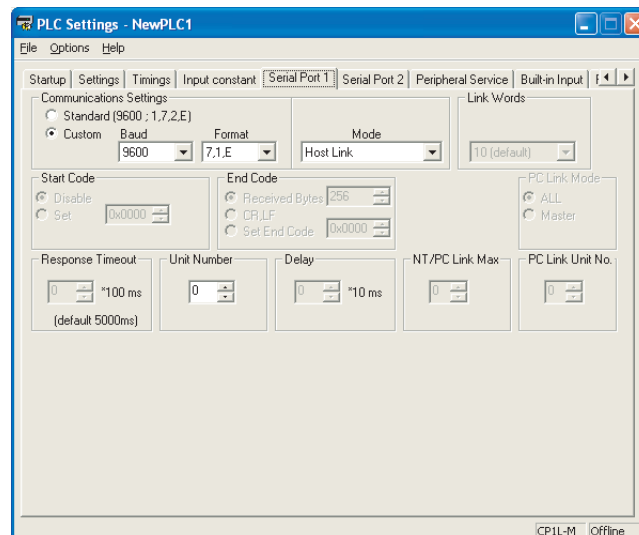 PLC Settings - NewPLC1
File Options Help
Startup Settings Timings Input constant Serial Port 1 Serial Port 2 Peripheral Service Built-in Input
Communications Settings
Link Words
Standard (9600 ; 1,7,2,E)
Custom Baud Format Mode
9600 7,1,E Host Link 10 (default)
Start Code End Code PC Link Mode
Disable Received Bytes 256 ALL
Set 0x0000 CR,LF Master
Set End Code 0x0000
Response Timeout Unit Number Delay NT/PC Link Max PC Link Unit No.
0 *100 ms 0 0 *10 ms 0 0
(default 5000ms)
CP1L-M Offline